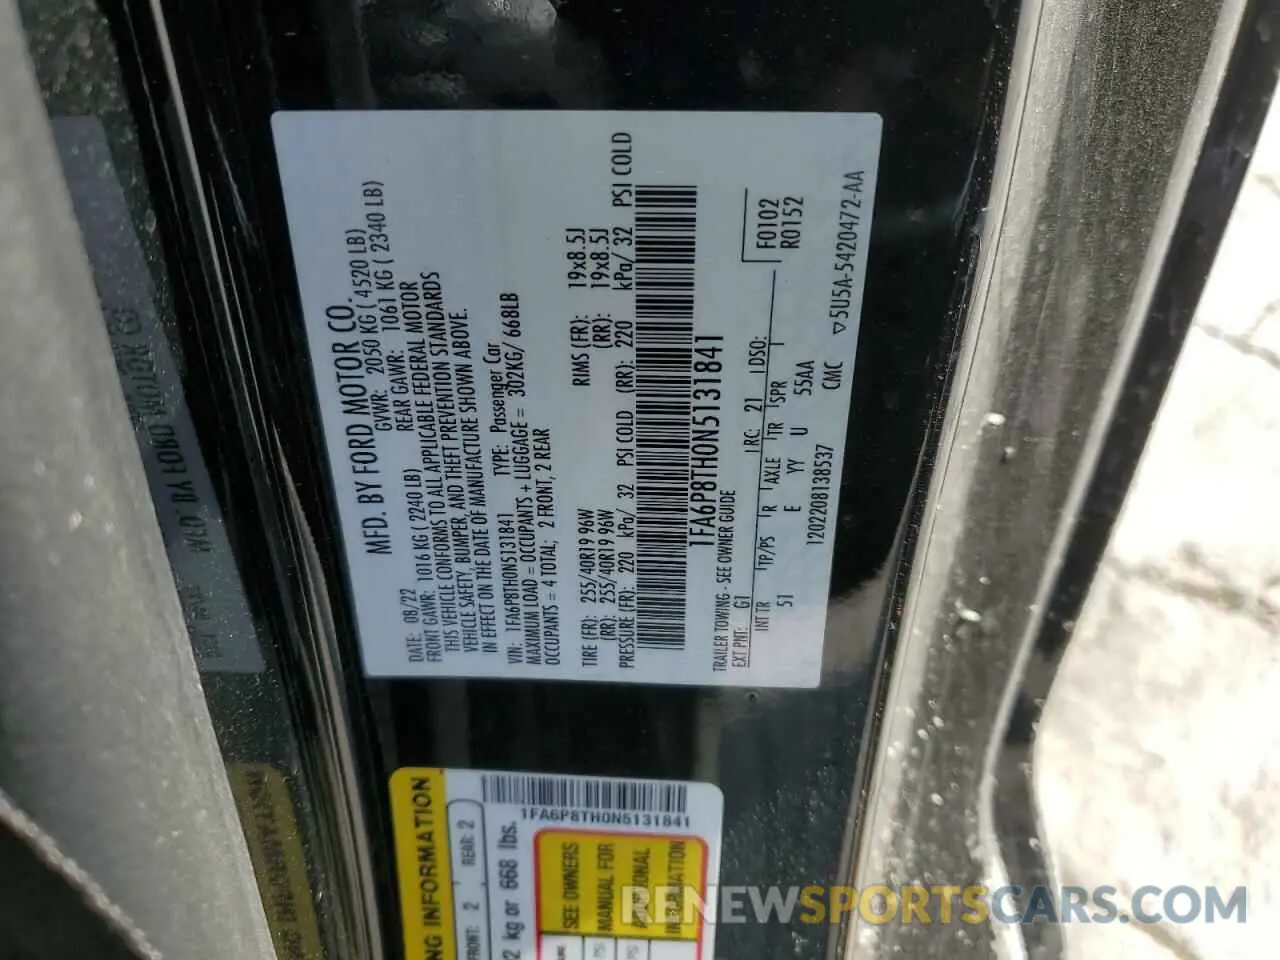 MFD. BY FORD MOTOR CO.
DATE: 08/22 GVWR: 2050 KG ( 4520 LB)
FRONT GAWR: 1016 KG ( 2240 LB) REAR GAWR: 1061 KG ( 2340 LB)
THIS VEHICLE CONFORMS TO ALL APPLICABLE FEDERAL MOTOR
VEHICLE SAFETY, BUMPER, AND THEFT PREVENTION STANDARDS
IN EFFECT ON THE DATE OF MANUFACTURE SHOWN ABOVE.
VIN: 1FA6P8TH0N5131841 TYPE: Passenger Car
MAXIMUM LOAD = OCCUPANTS + LUGGAGE = 302KG/ 668LB
OCCUPANTS = 4 TOTAL; 2 FRONT, 2 REAR
TIRE (FR): 255/40R19 96W RIMS (FR): 19x8.5J
(RR): 255/40R19 96W (RR): 19x8.5J
PRESSURE (FR): 220 kPa/ 32 PSI COLD (RR): 220 kPa/ 32 PSI COLD
1FA6P8TH0N5131841
TRAILER TOWING - SEE OWNER GUIDE
EXT PNT: G1 RC: 21 DSO: F0102
R0152
INT TR TP/PS R AXLE TR SPR
51 E YY U 55AA
120220813853​7 CMC ▽5U5A-5420472-AA
1FA6P8TH0N5131841
NG INFORMATION
FRONT: 2 REAR: 2
2 kg or 668 lbs.
SEE OWNERS
MANUAL FOR
INFORMATION
PSI
PSI
RENEWSPORTSCARS.COM